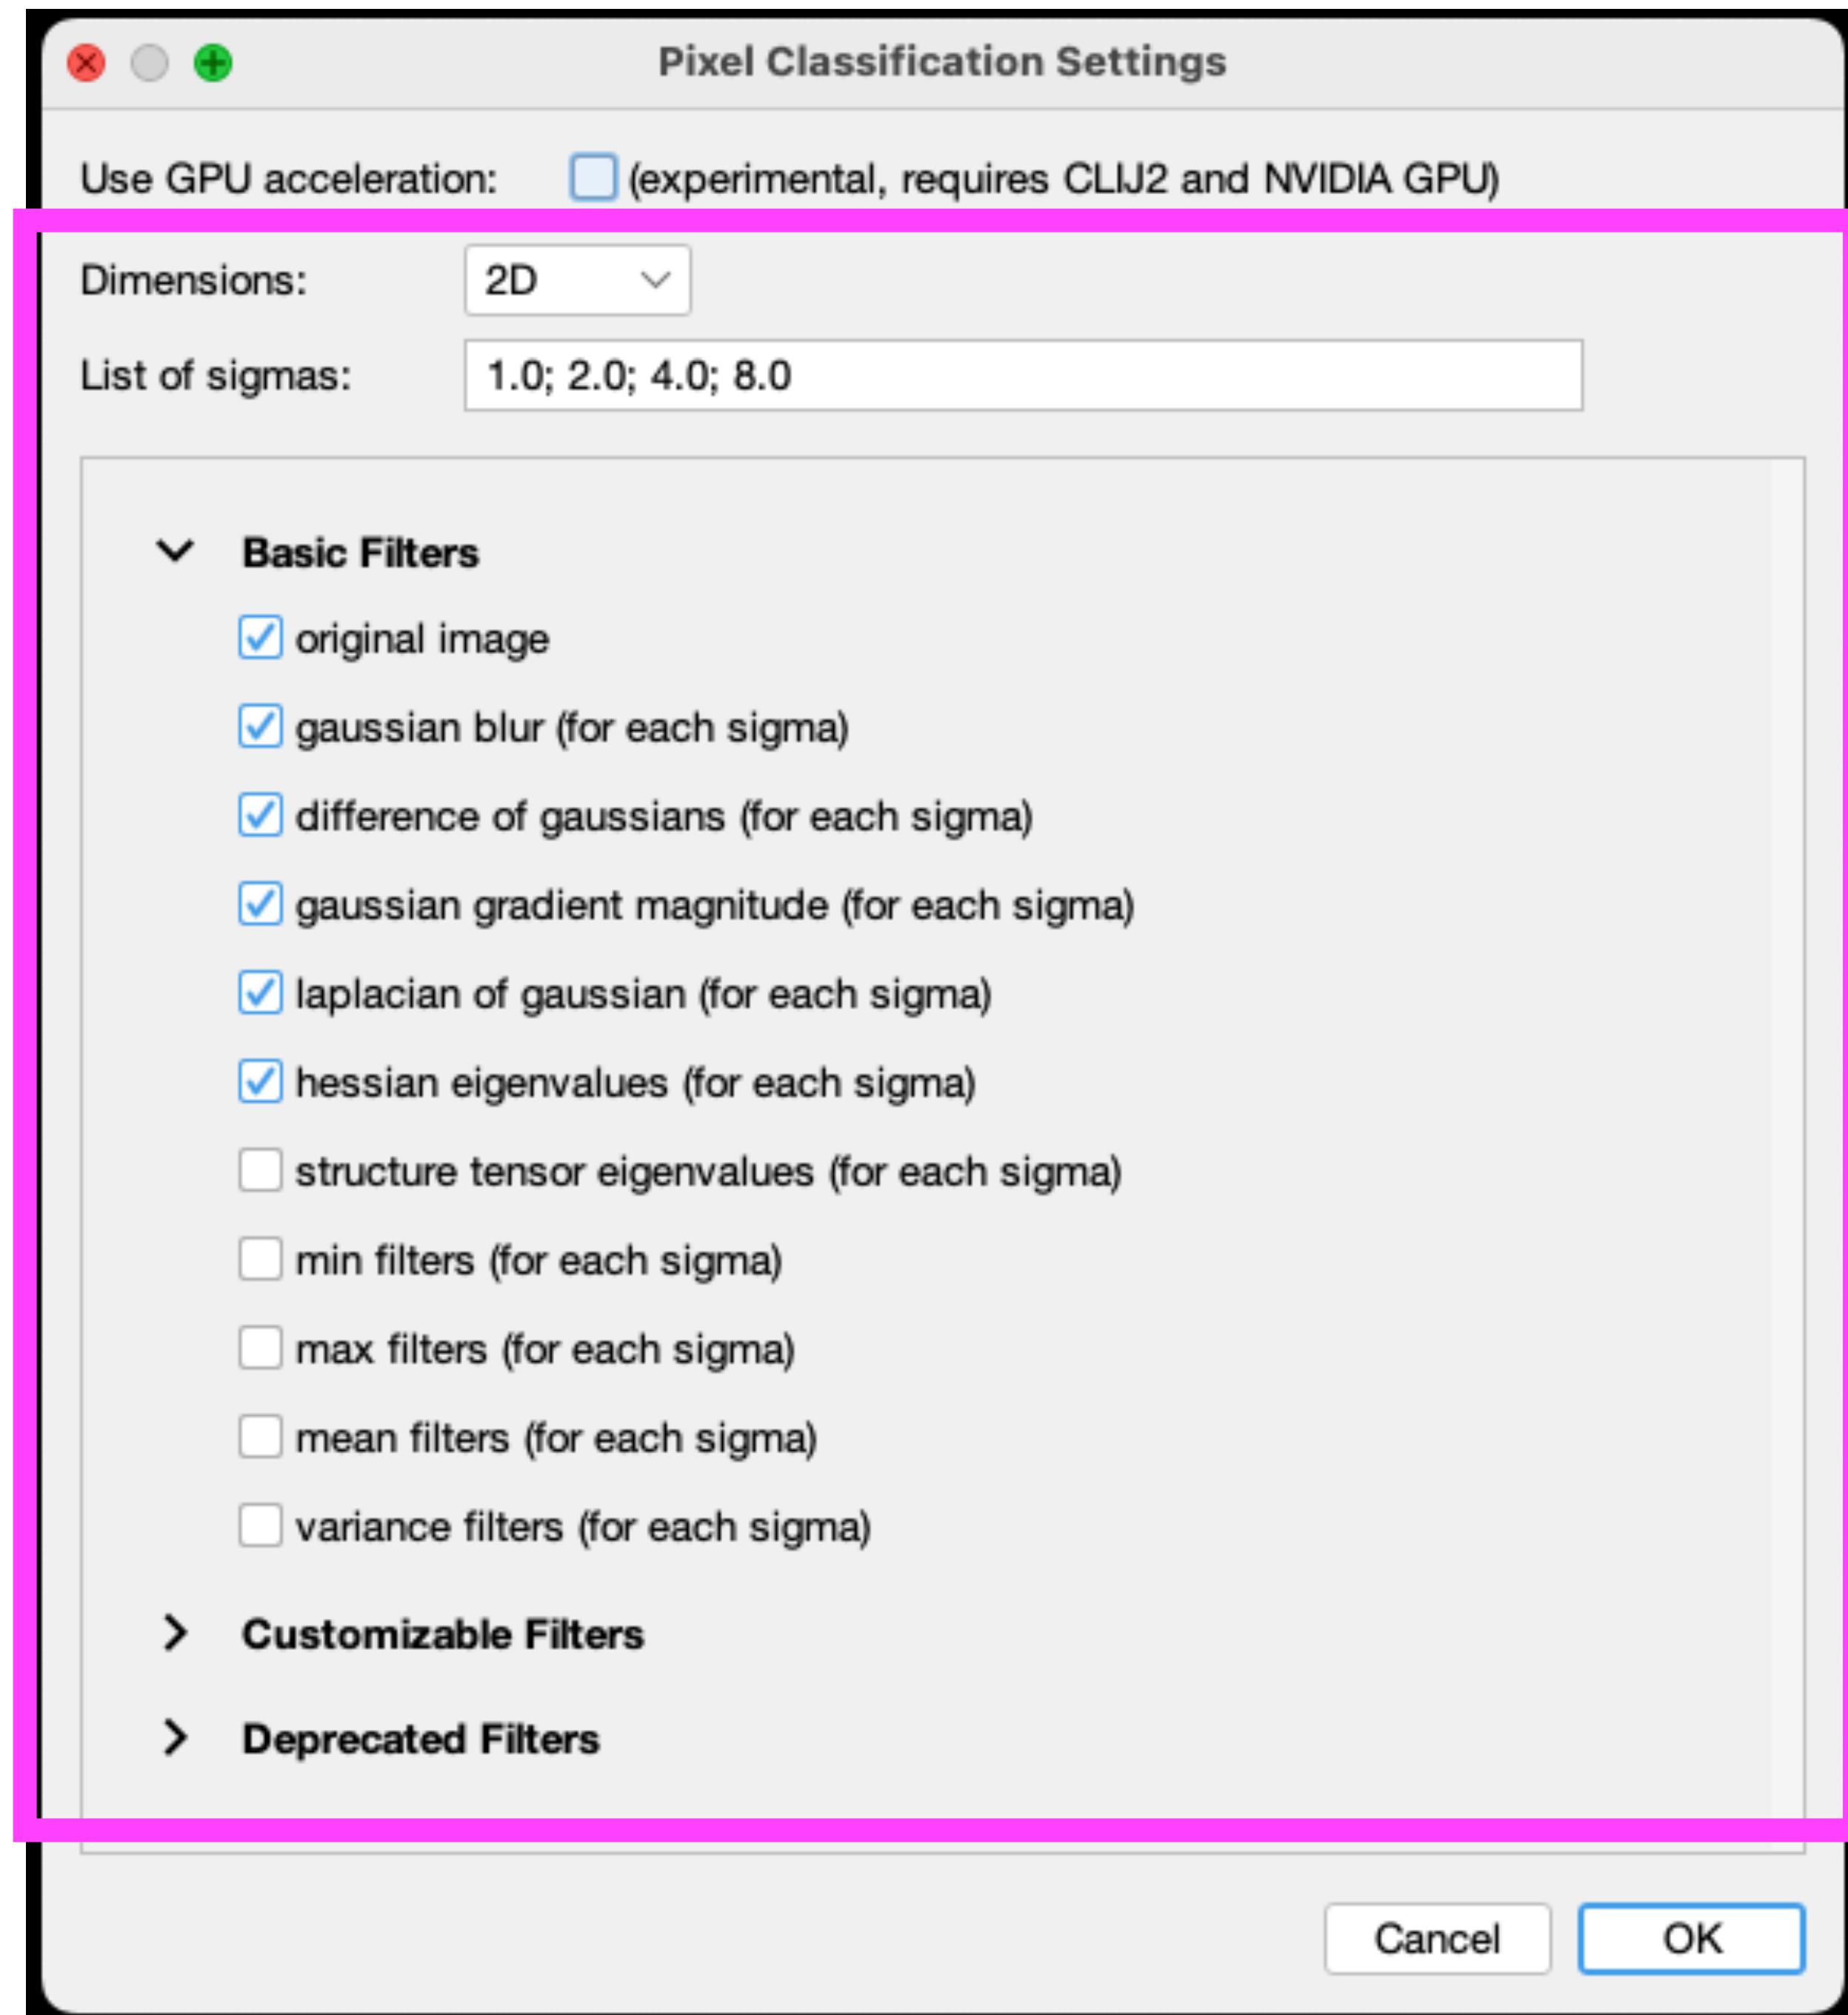 Pixel Classification Settings
Use GPU acceleration: (experimental, requires CLIJ2 and NVIDIA GPU)
Dimensions: 2D
List of sigmas: 1.0; 2.0; 4.0; 8.0
Basic Filters
original image
gaussian blur (for each sigma)
difference of gaussians (for each sigma)
gaussian gradient magnitude (for each sigma)
laplacian of gaussian (for each sigma)
hessian eigenvalues (for each sigma)
structure tensor eigenvalues (for each sigma)
min filters (for each sigma)
max filters (for each sigma)
mean filters (for each sigma)
variance filters (for each sigma)
Customizable Filters
Deprecated Filters
Cancel OK